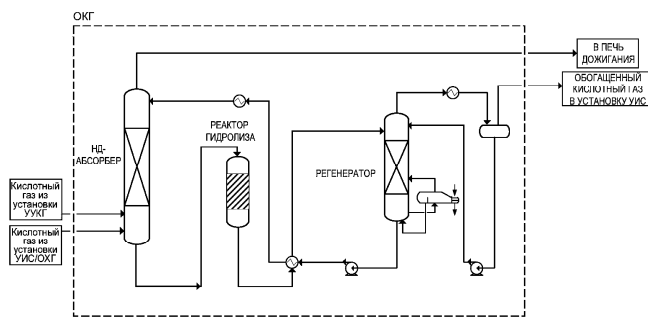 ОКГ
В ПЕЧЬ
ДОЖИГАНИЯ
ОБОГАЩЕННЫЙ
КИСЛОТНЫЙ ГАЗ
В УСТАНОВКУ УИС
РЕАКТОР
ГИДРОЛИЗА
НД-
АБСОРБЕР
РЕГЕНЕРАТОР
Кислотный
газ из
установки
УУКГ
Кислотный
газ из
установки
УИС/ОХГ